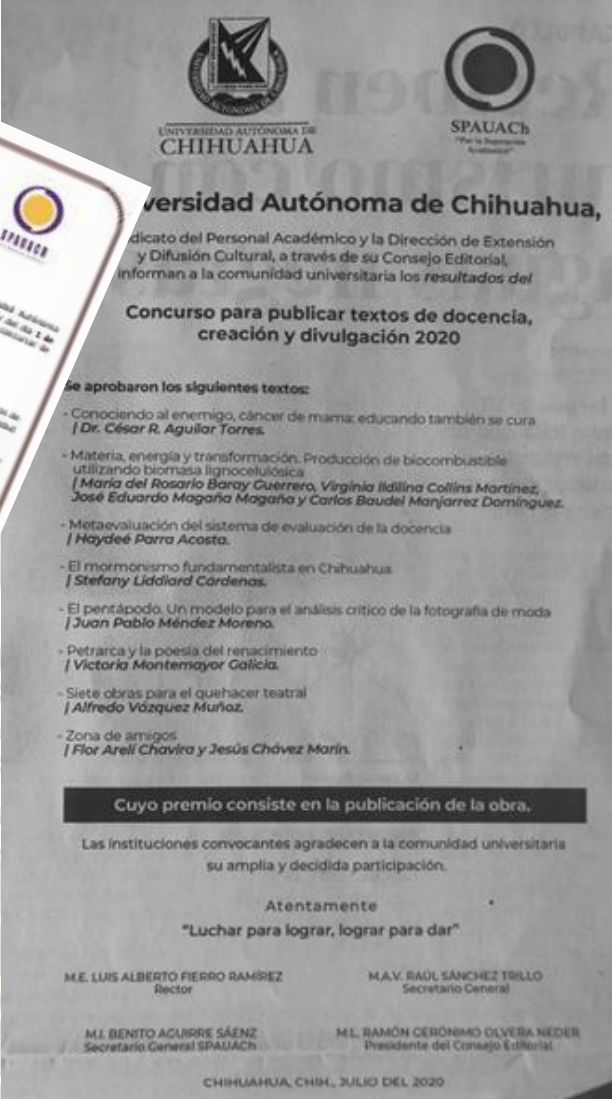 UNIVERSIDAD AUTÓNOMA DE
CHIHUAHUA
SPAUACh
"Por la Superación
Académica"
SPAUACh
versidad Autónoma de Chihuahua,
dicato del Personal Académico y la Dirección de Extensión
y Difusión Cultural, a través de su Consejo Editorial,
informan a la comunidad universitaria los resultados del
Concurso para publicar textos de docencia,
creación y divulgación 2020
Se aprobaron los siguientes textos:
- Conociendo al enemigo, cáncer de mama: educando también se cura
| Dr. César R. Aguilar Torres.
- Materia, energía y transformación. Producción de biocombustible
utilizando biomasa lignocelulósica
| María del Rosario Baray Guerrero, Virginia Ildilina Collins Martínez,
José Eduardo Magaña Magaña y Carlos Baudel Manjarrez Domínguez.
- Metaevaluación del sistema de evaluación de la docencia
| Haydeé Parra Acosta.
- El mormonismo fundamentalista en Chihuahua
| Stefany Liddiard Cárdenas.
- El pentápodo. Un modelo para el análisis crítico de la fotografía de moda
| Juan Pablo Méndez Moreno.
- Petrarca y la poesía del renacimiento
| Victoria Montemayor Galicia.
- Siete obras para el quehacer teatral
| Alfredo Vázquez Muñoz.
- Zona de amigos
| Flor Arelí Chavira y Jesús Chávez Marín.
Cuyo premio consiste en la publicación de la obra.
Las instituciones convocantes agradecen a la comunidad universitaria
su amplia y decidida participación.
Atentamente
"Luchar para lograr, lograr para dar"
M.E. LUIS ALBERTO FIERRO RAMÍREZ
Rector
M.A.V. RAÚL SÁNCHEZ TRILLO
Secretario General
M.I. BENITO AGUIRRE SÁENZ
Secretario General SPAUACh
M.L. RAMÓN GERÓNIMO OLVERA NEDER
Presidente del Consejo Editorial
CHIHUAHUA, CHIH., JULIO DEL 2020